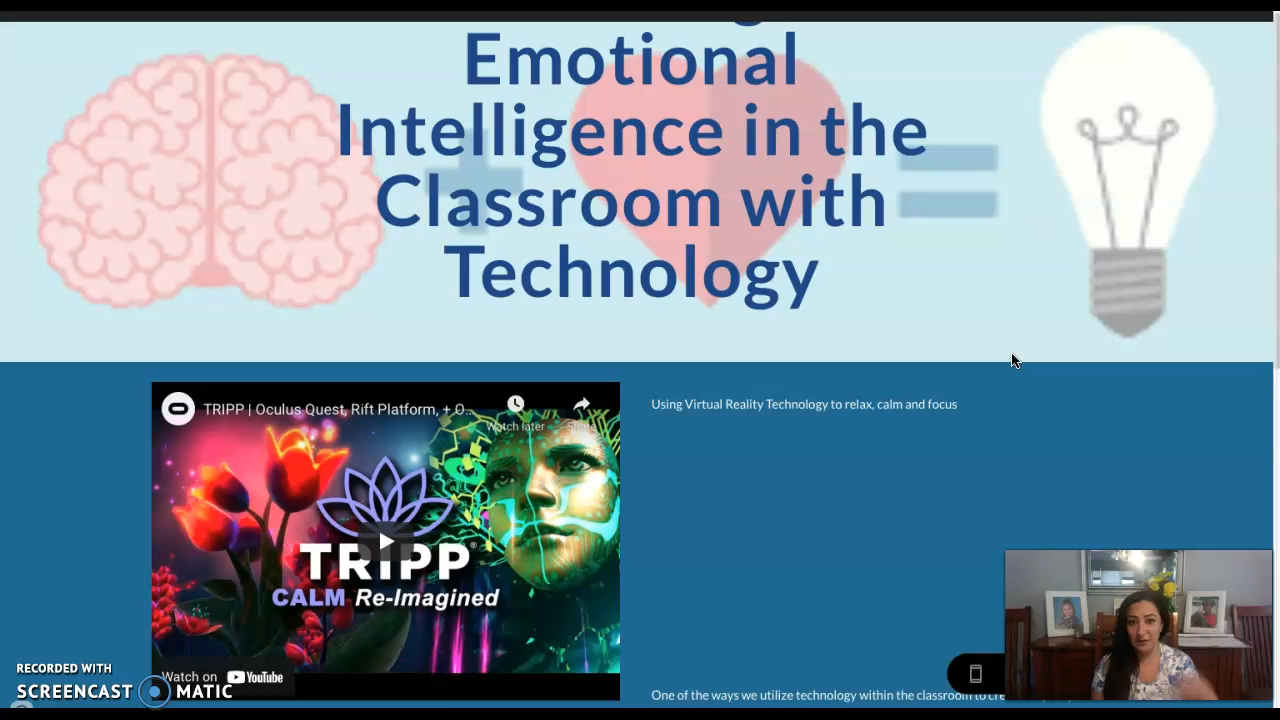 Emotional
Intelligence in the
Classroom with
Technology
TRIPP | Oculus Quest, Rift Platform, + O...
Watch later
Share
Using Virtual Reality Technology to relax, calm and focus
TRIPP®
CALM Re-Imagined
Watch on YouTube
RECORDED WITH
SCREENCAST MATIC
One of the ways we utilize technology within the classroom to